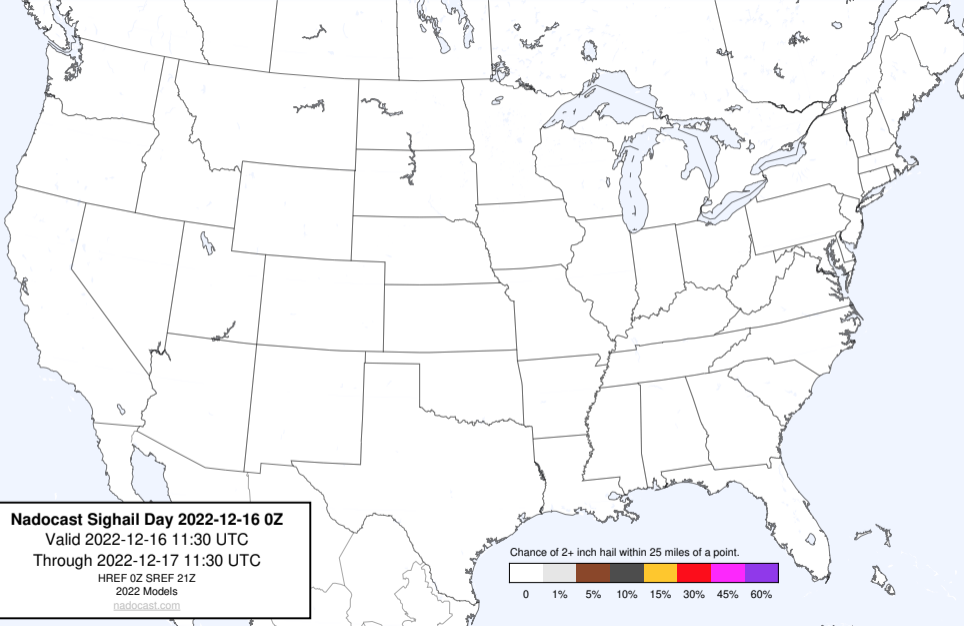 Nadocast Sighail Day 2022-12-16 0Z
Valid 2022-12-16 11:30 UTC
Through 2022-12-17 11:30 UTC
HREF 0Z SREF 21Z
2022 Models
nadocast.com
Chance of 2+ inch hail within 25 miles of a point.
0 1% 5% 10% 15% 30% 45% 60%